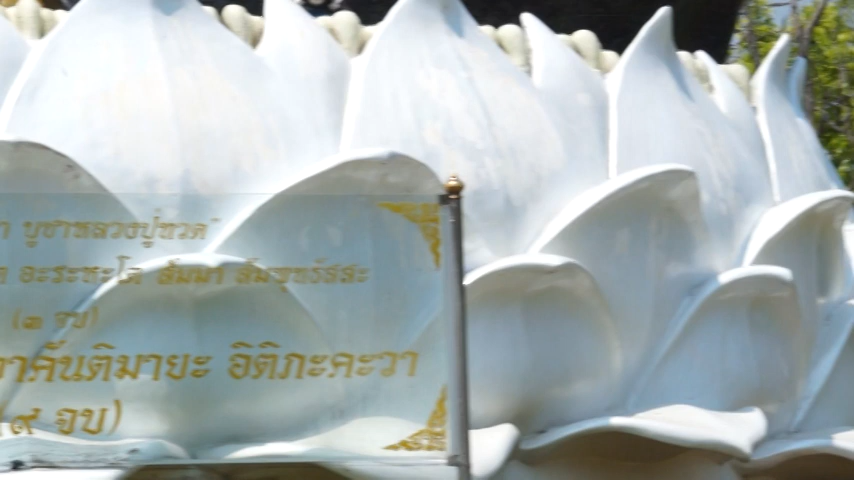 บูชาหลวงปู่ทวด"
อะระหะโต สัมมา สัมพุทธัสสะ
(๓ จบ)
คันติมายะ อิติภะคะวา
(๙ จบ)